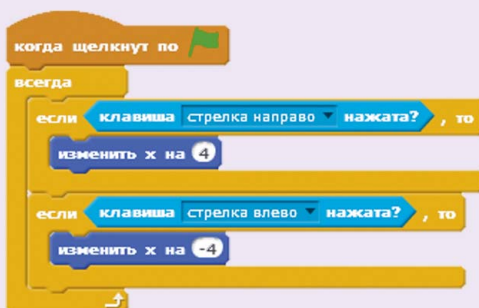 когда щелкнут по
всегда
если клавиша стрелка направо нажата? , то
изменить x на 4
если клавиша стрелка влево нажата? , то
изменить x на -4